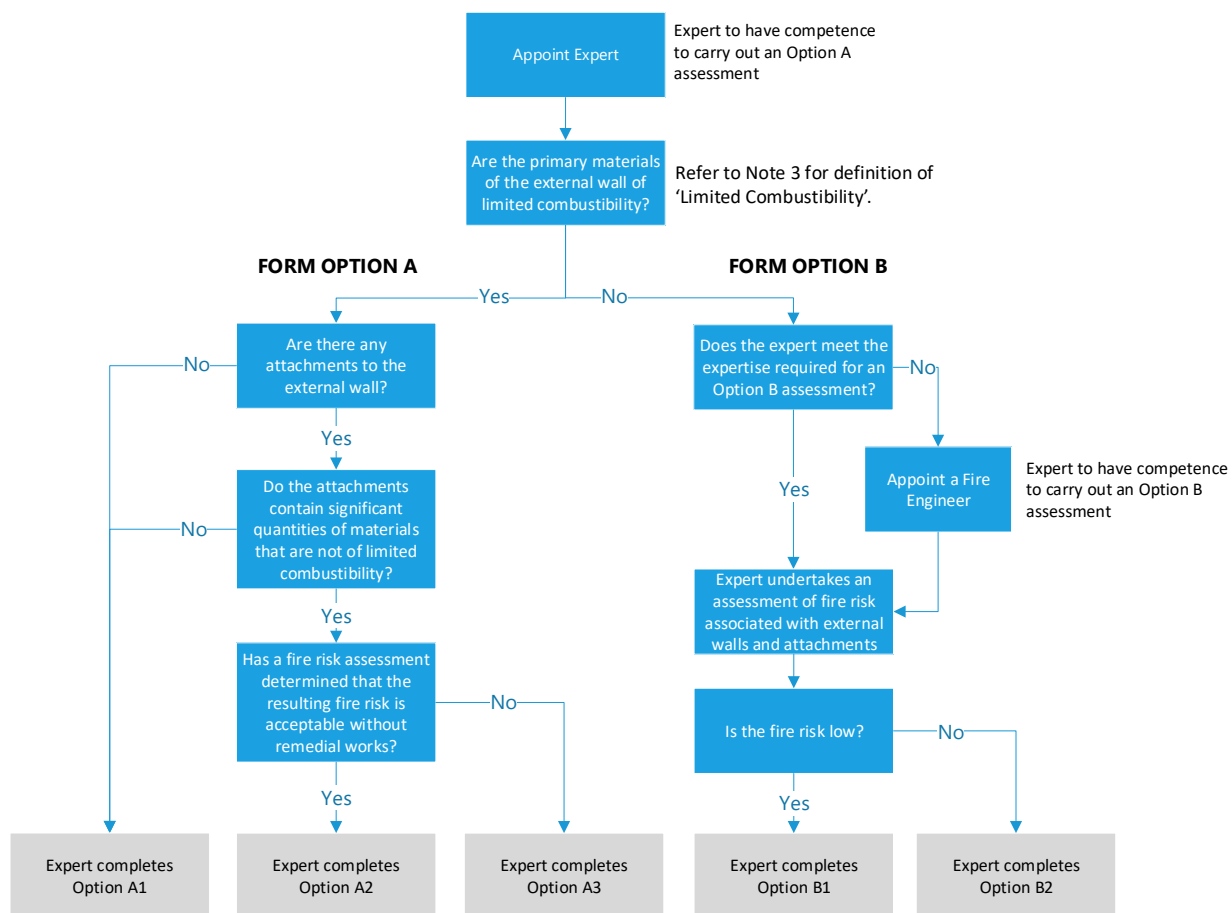 Appoint Expert
Expert to have competence
to carry out an Option A
assessment
Are the primary materials
of the external wall of
limited combustibility?
Refer to Note 3 for definition of
‘Limited Combustibility’.
FORM OPTION A
FORM OPTION B
Yes
No
Are there any
attachments to the
external wall?
No
Does the expert meet the
expertise required for an
Option B assessment?
No
Yes
Do the attachments
contain significant
quantities of materials
that are not of limited
combustibility?
No
Yes
Appoint a Fire
Engineer
Expert to have competence
to carry out an Option B
assessment
Yes
Expert undertakes an
assessment of fire risk
associated with external
walls and attachments
Has a fire risk assessment
determined that the
resulting fire risk is
acceptable without
remedial works?
No
Is the fire risk low?
No
Yes
Yes
Expert completes
Option A1
Expert completes
Option A2
Expert completes
Option A3
Expert completes
Option B1
Expert completes
Option B2